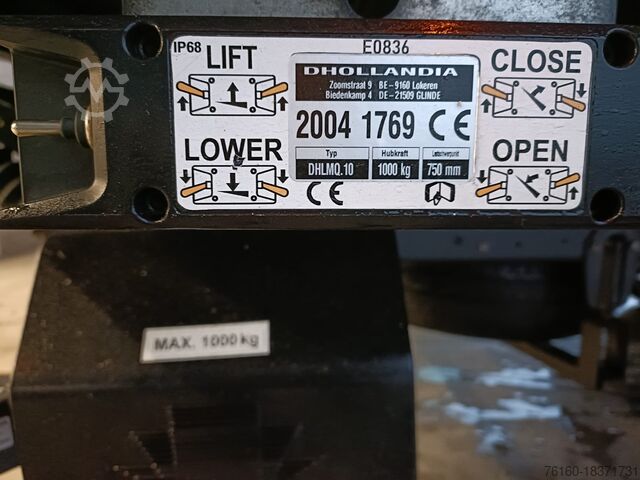 IP68
E0836
LIFT
LOWER
DHOLLANDIA
Zoomstraat 9 BE - 9160 Lokeren
Biedenkamp 4 DE - 21509 GLINDE
2004 1769 CE
Typ
DHLMQ.10
Hubkraft
1000 kg
Lastschwerpunkt
750 mm
CE
CLOSE
OPEN
MAX. 1000 kg
76160-18371731